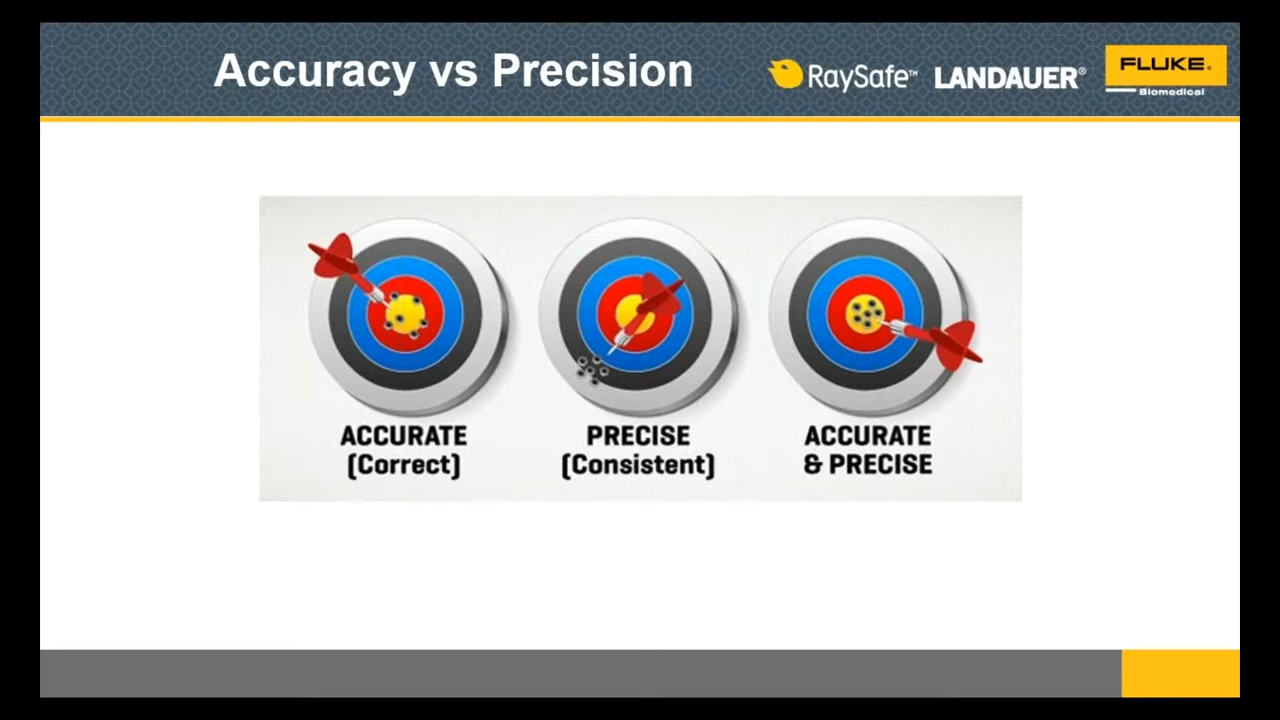 Accuracy vs Precision
RaySafe™
LANDAUER®
FLUKE®
Biomedical
ACCURATE
(Correct)
PRECISE
(Consistent)
ACCURATE
& PRECISE